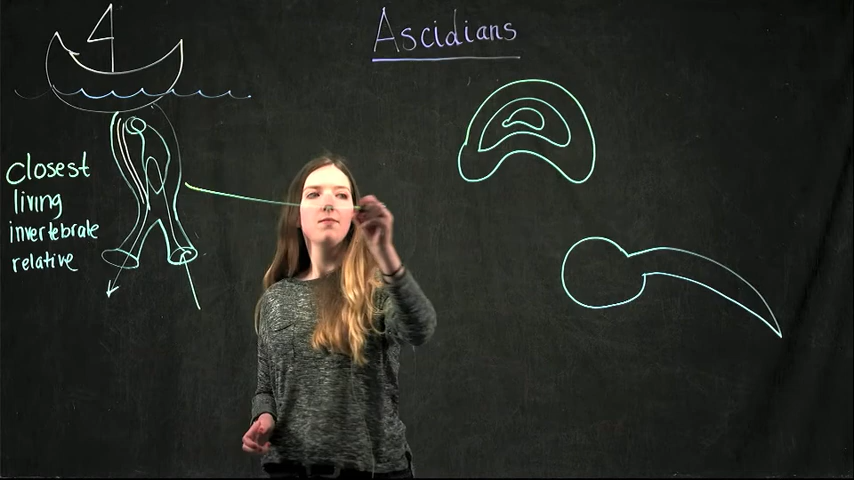 Ascidians
closest
living
invertebrate
relative